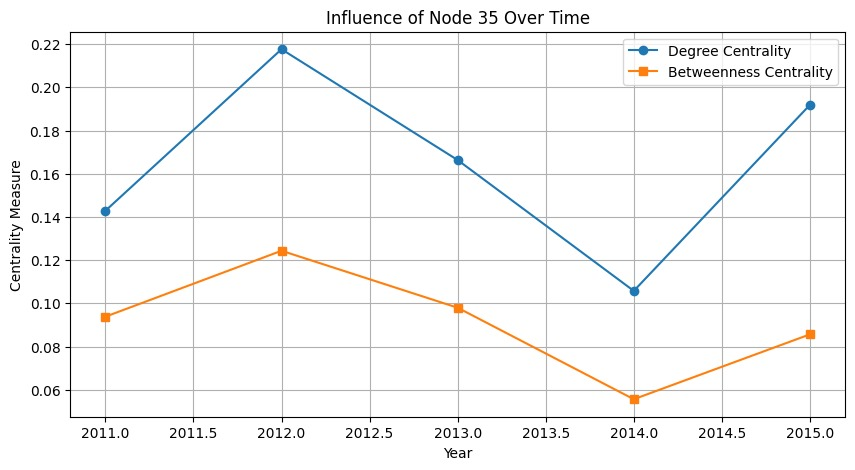 Influence of Node 35 Over Time
Degree Centrality
Betweenness Centrality
Centrality Measure
0.22
0.20
0.18
0.16
0.14
0.12
0.10
0.08
0.06
2011.0 2011.5 2012.0 2012.5 2013.0 2013.5 2014.0 2014.5 2015.0
Year